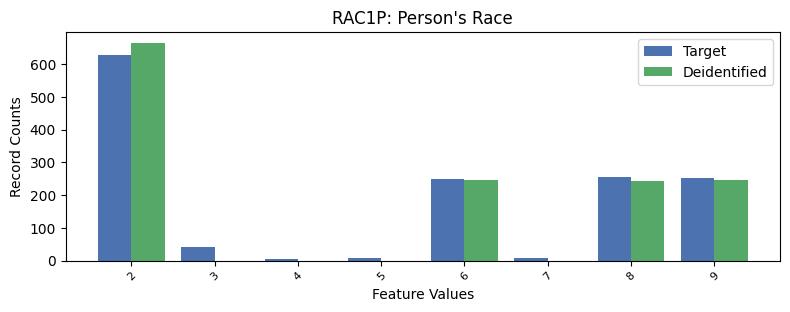 RAC1P: Person's Race
Target
Deidentified
Record Counts
600
500
400
300
200
100
0
2 3 4 5 6 7 8 9
Feature Values